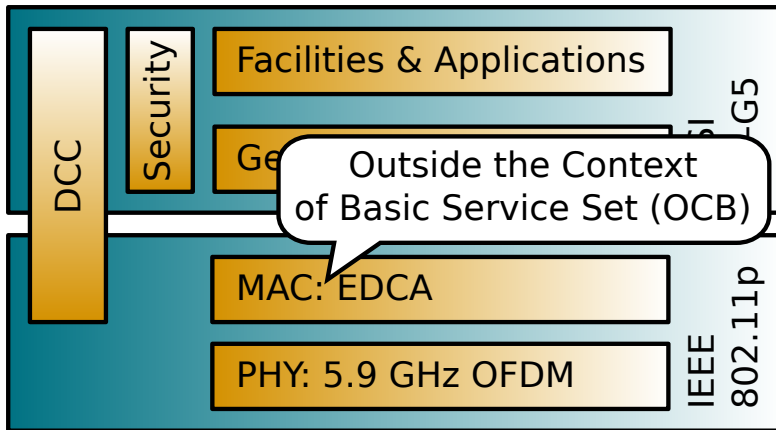 DCC
Security
Facilities & Applications
Outside the Context
of Basic Service Set (OCB)
MAC: EDCA
PHY: 5.9 GHz OFDM
IEEE
802.11p